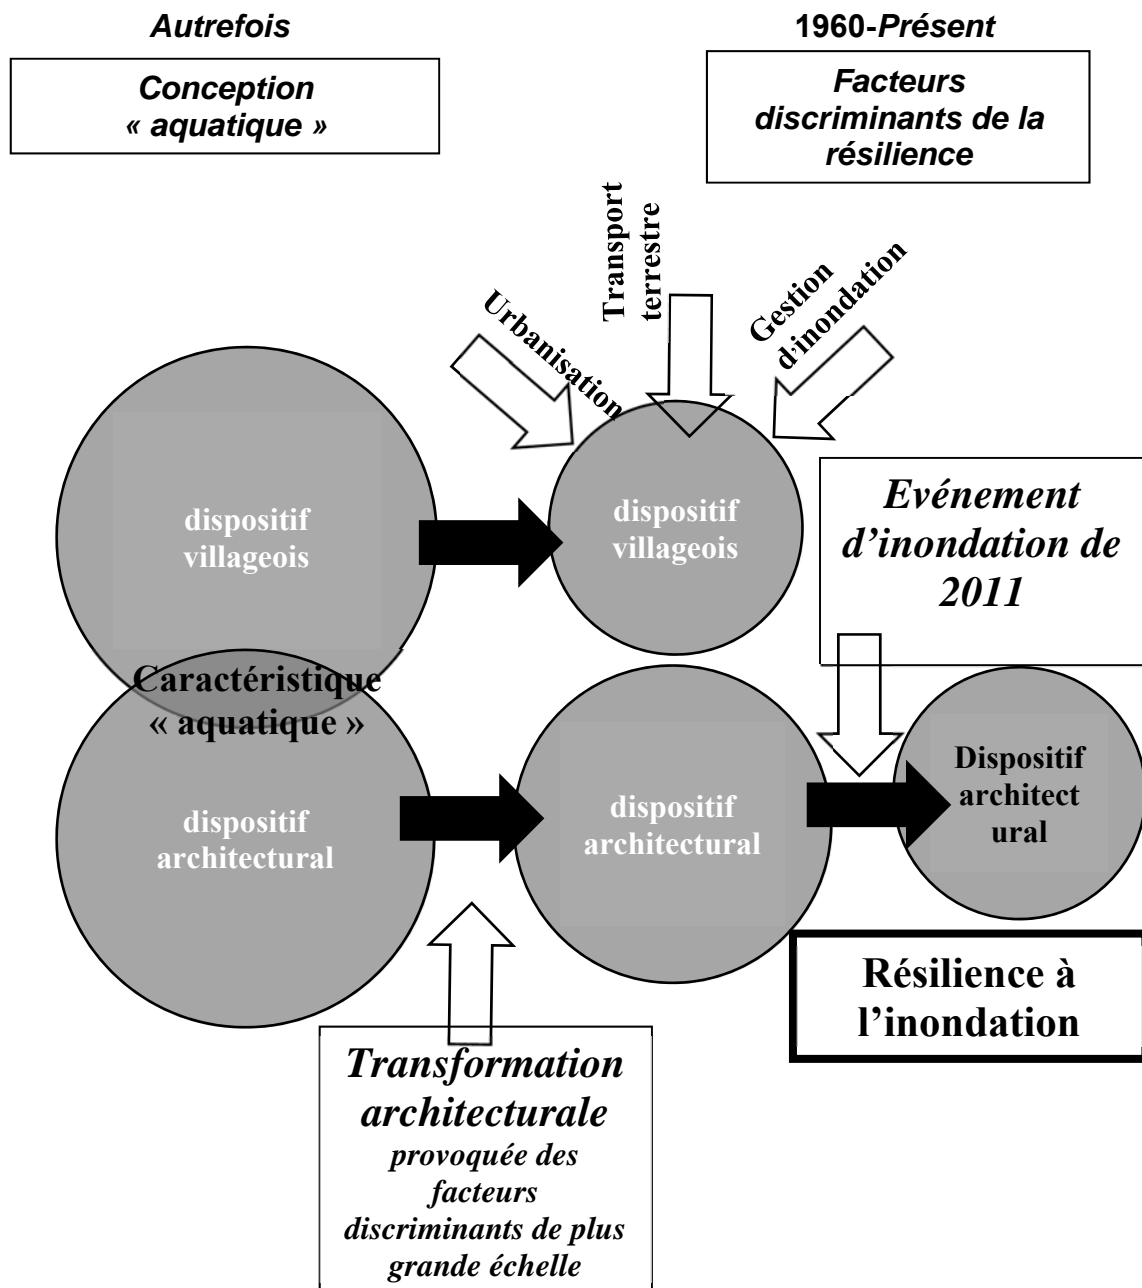 Autrefois
1960-Présent
Conception
« aquatique »
Facteurs
discriminants de la
résilience
Urbanisation
Transport
terrestre
Gestion
d'inondation
dispositif
villageois
dispositif
villageois
Evénement
d’inondation de
2011
Caractéristique
« aquatique »
dispositif
architectural
dispositif
architectural
Dispositif
architect
ural
Résilience à
l’inondation
Transformation
architecturale
provoquée des
facteurs
discriminants de plus
grande échelle